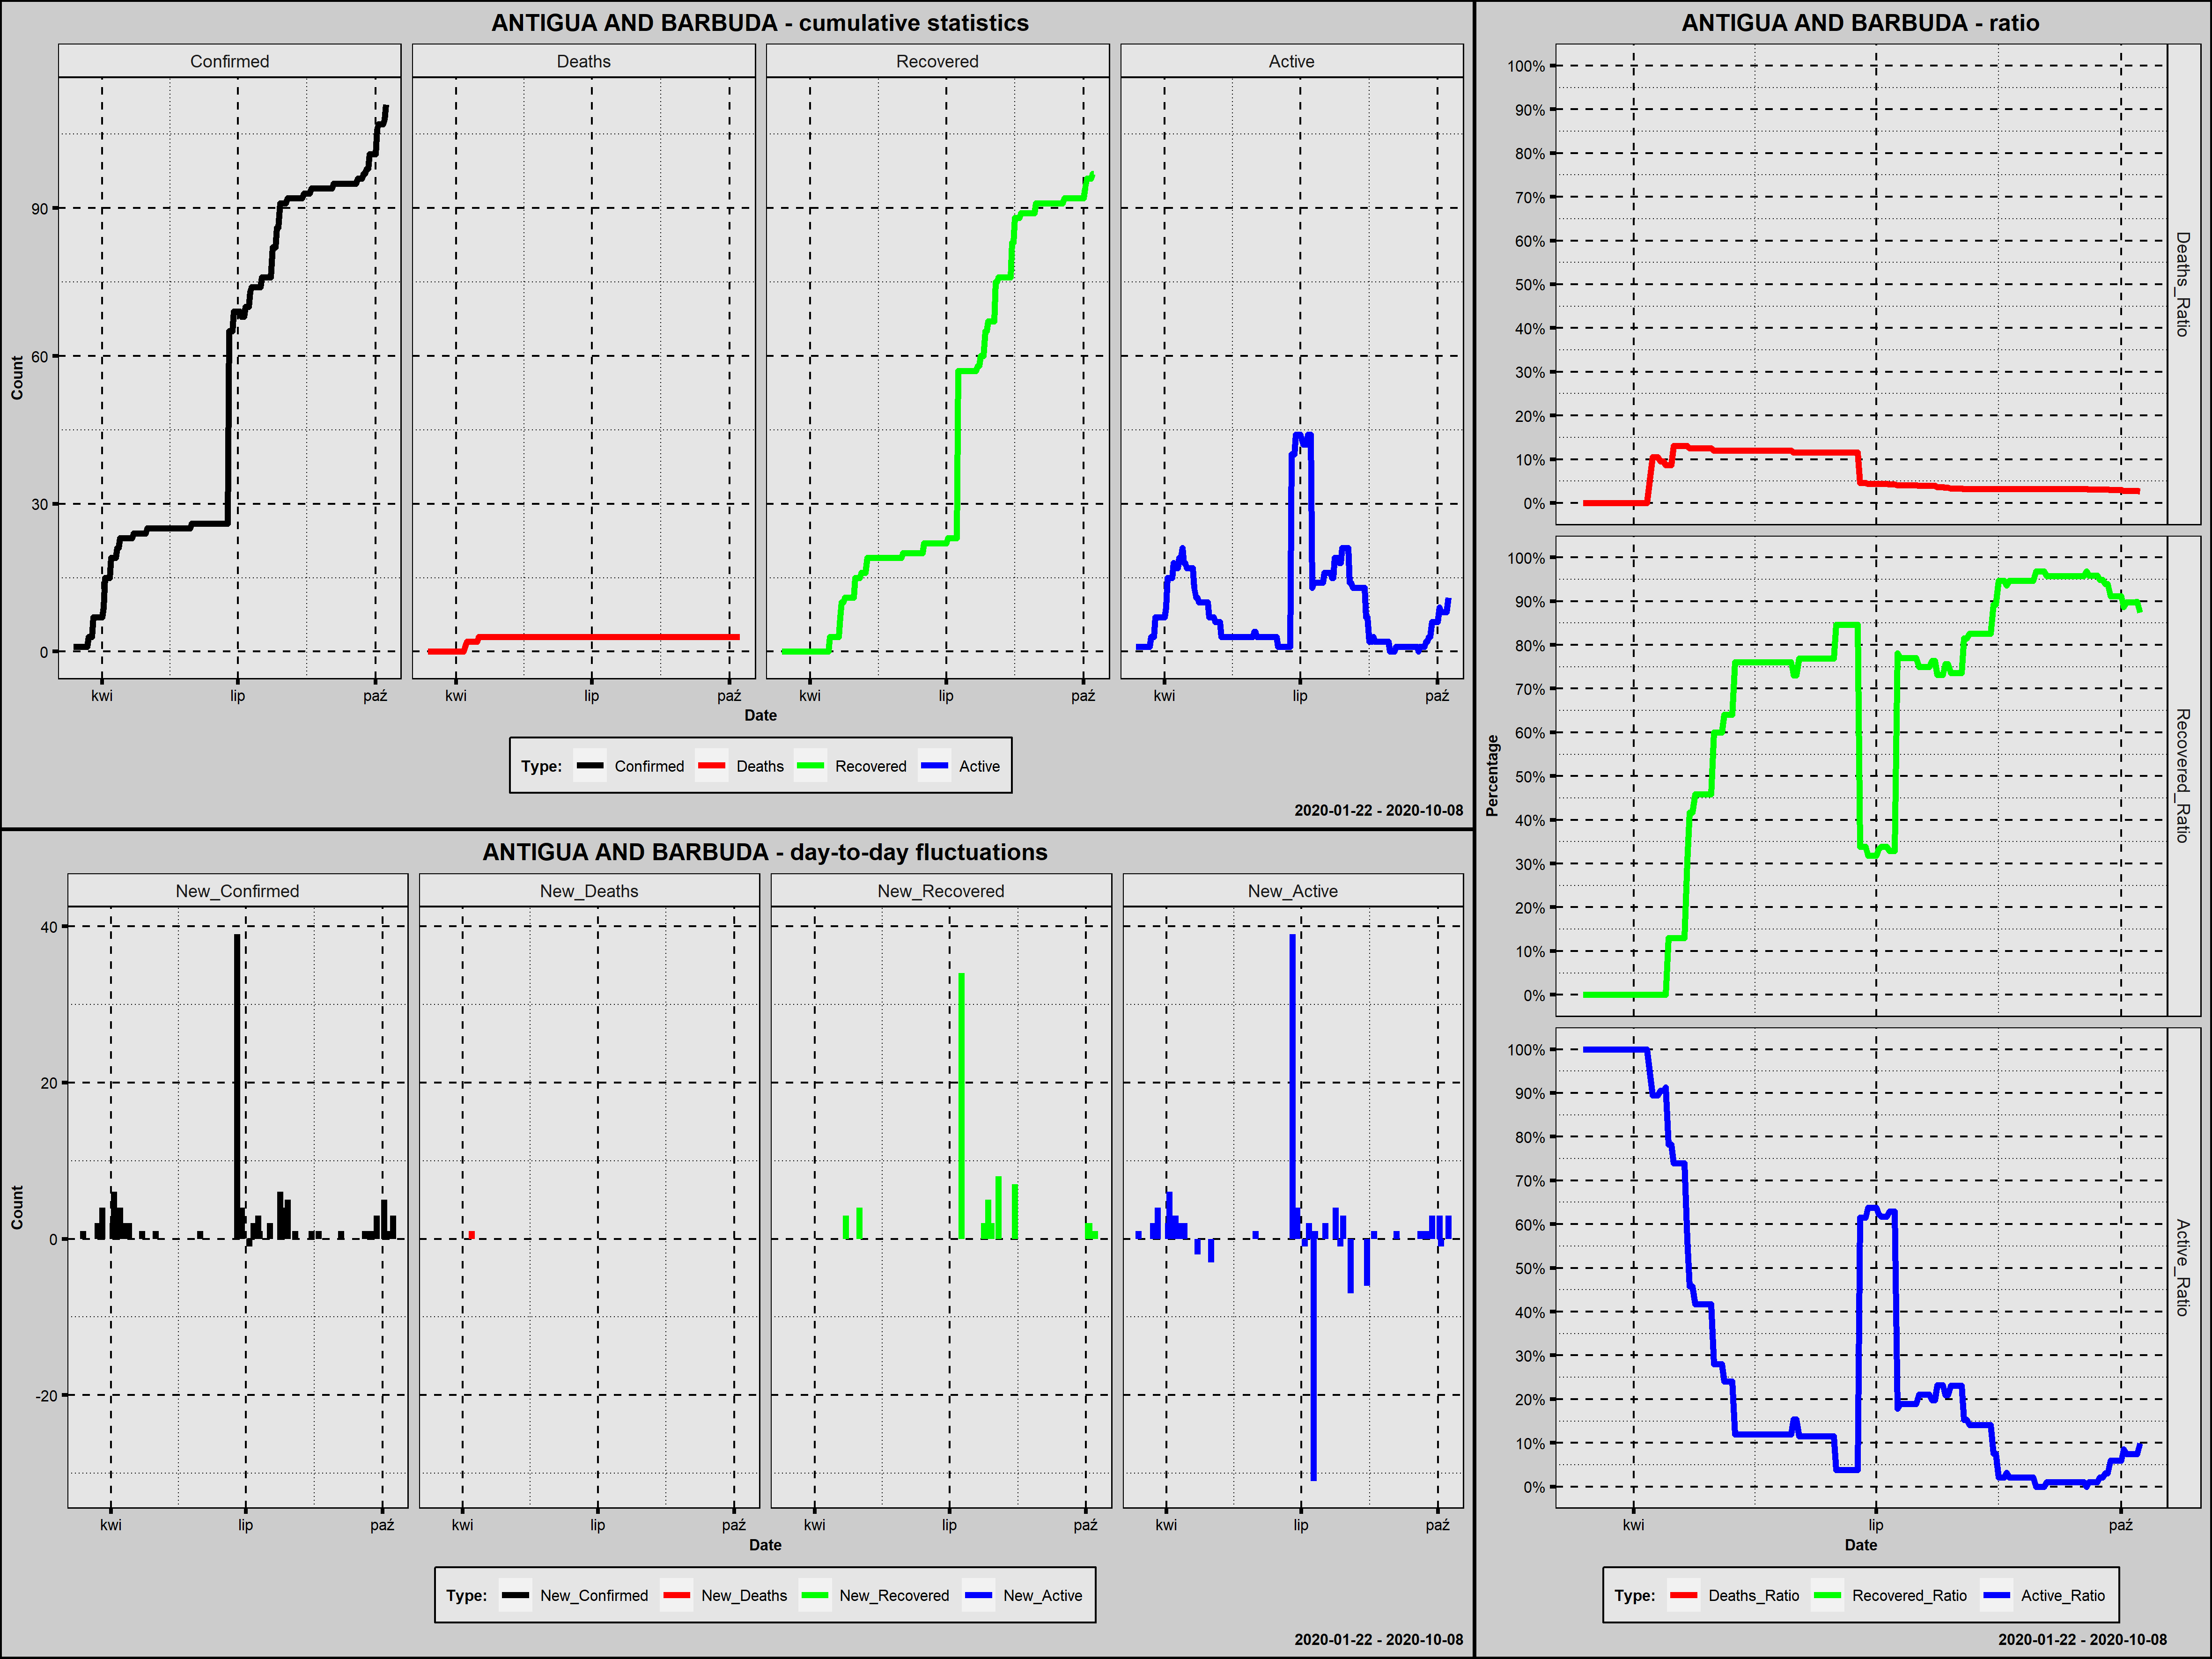 ANTIGUA AND BARBUDA - cumulative statistics
Confirmed Deaths Recovered Active
90
60
30
0
Count
kwi lip paź kwi lip paź kwi lip paź kwi lip paź
Date
Type: Confirmed Deaths Recovered Active
2020-01-22 - 2020-10-08
ANTIGUA AND BARBUDA - day-to-day fluctuations
New_Confirmed New_Deaths New_Recovered New_Active
40
20
0
-20
Count
kwi lip paź kwi lip paź kwi lip paź kwi lip paź
Date
Type: New_Confirmed New_Deaths New_Recovered New_Active
2020-01-22 - 2020-10-08
ANTIGUA AND BARBUDA - ratio
100%
90%
80%
70%
60%
50%
40%
30%
20%
10%
0%
Deaths_Ratio
100%
90%
80%
70%
60%
50%
40%
30%
20%
10%
0%
Recovered_Ratio
100%
90%
80%
70%
60%
50%
40%
30%
20%
10%
0%
Active_Ratio
Percentage
kwi lip paź
Date
Type: Deaths_Ratio Recovered_Ratio Active_Ratio
2020-01-22 - 2020-10-08